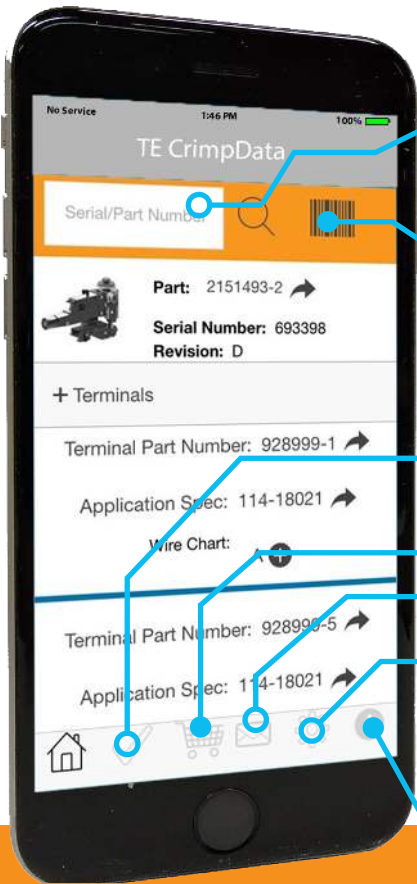 No Service 1:46 PM 100%
TE CrimpData
Serial/Part Number
Part: 2151493-2
Serial Number: 693398
Revision: D
+ Terminals
Terminal Part Number: 928999-1
Application Spec: 114-18021
Wire Chart:
A
Terminal Part Number: 928999-5
Application Spec: 114-18021